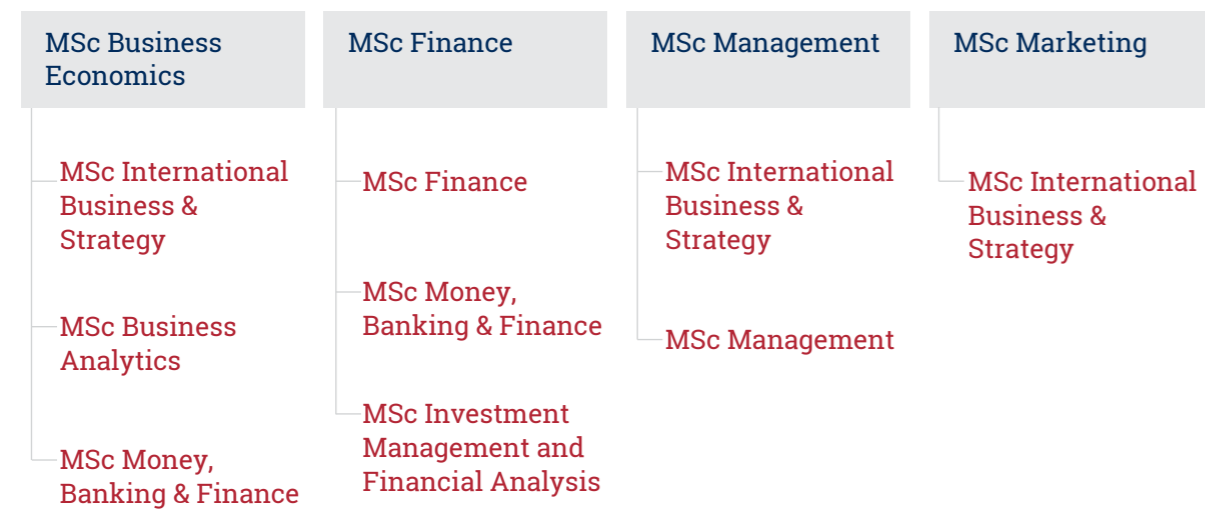 MSc Business
Economics
MSc International
Business &
Strategy
MSc Business
Analytics
MSc Money,
Banking & Finance
MSc Finance
MSc Finance
MSc Money,
Banking & Finance
MSc Investment
Management and
Financial Analysis
MSc Management
MSc International
Business &
Strategy
MSc Management
MSc Marketing
MSc International
Business &
Strategy